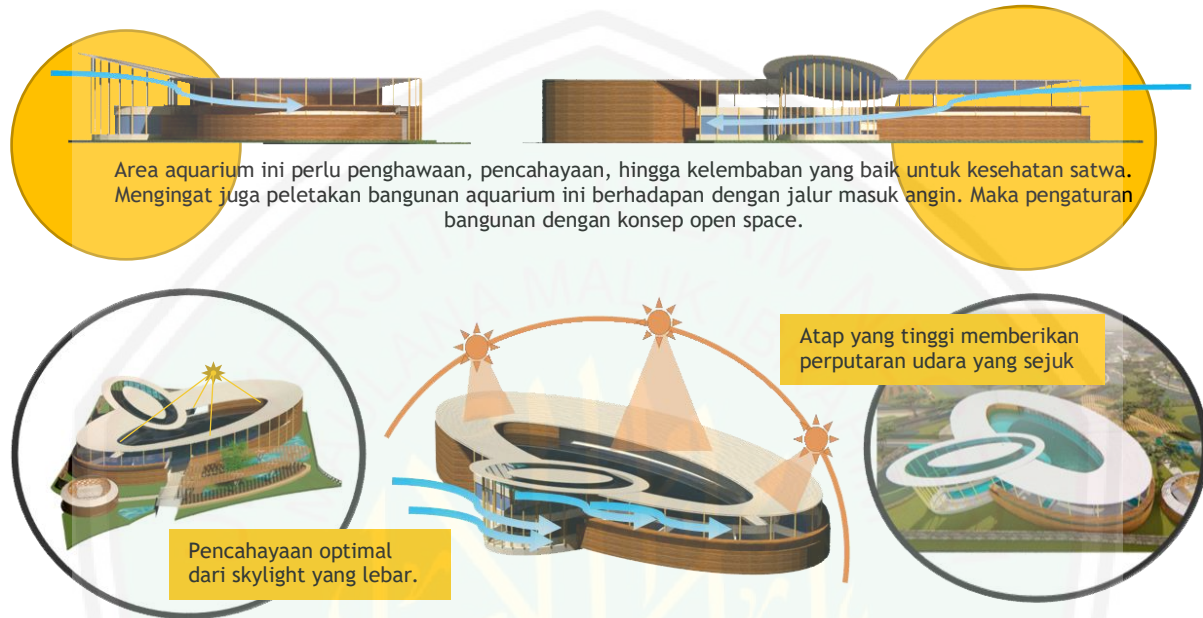 Area aquarium ini perlu penghawaan, pencahayaan, hingga kelembaban yang baik untuk kesehatan satwa.
Mengingat juga peletakan bangunan aquarium ini berhadapan dengan jalur masuk angin. Maka pengaturan
bangunan dengan konsep open space.
Atap yang tinggi memberikan
perputaran udara yang sejuk
Pencahayaan optimal
dari skylight yang lebar.